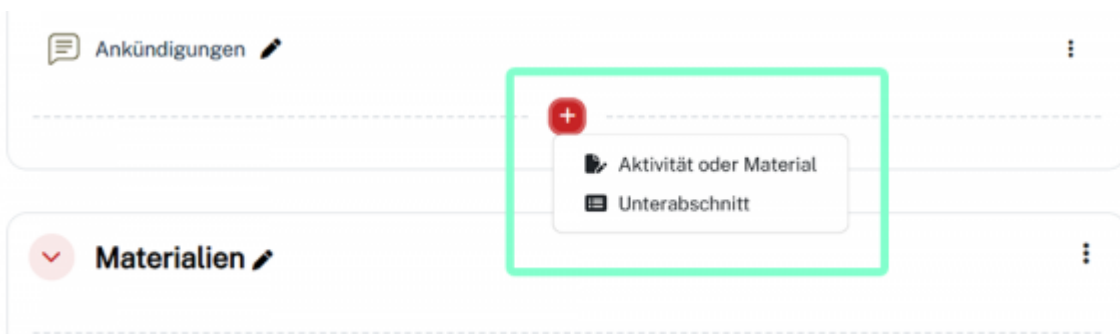 Ankündigungen
Aktivität oder Material
Unterabschnitt
Materialien